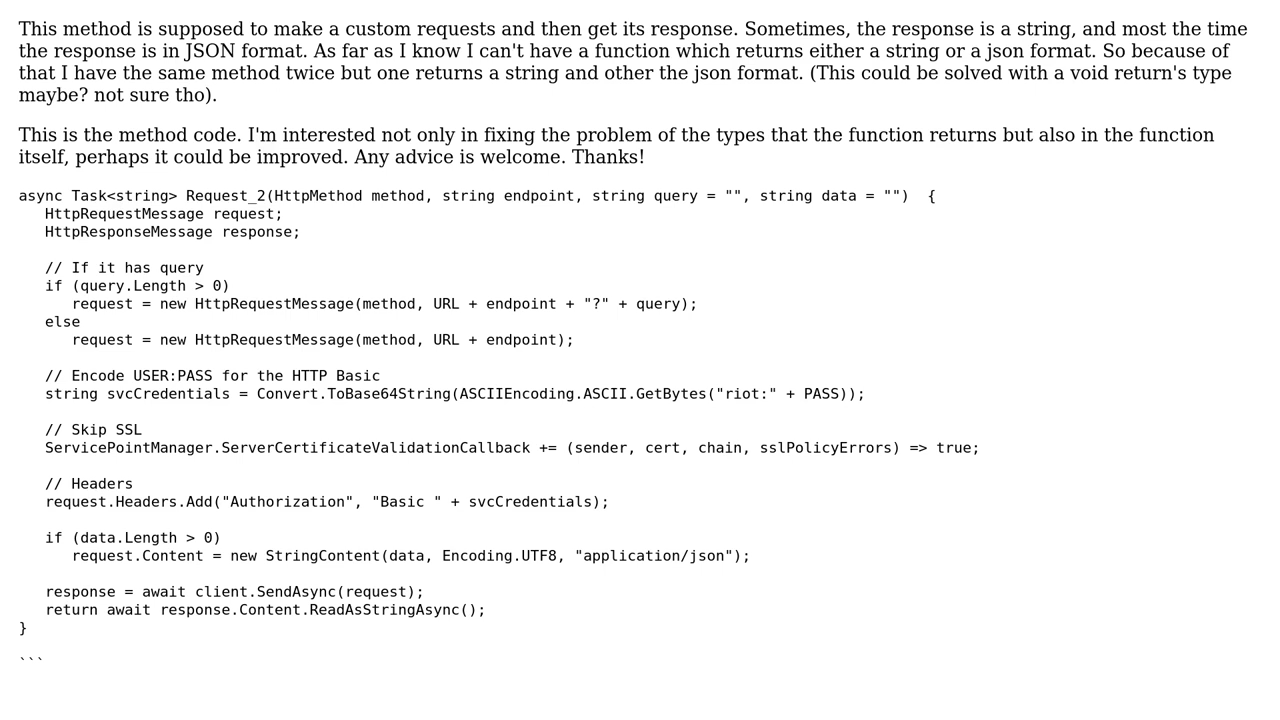 This method is supposed to make a custom requests and then get its response. Sometimes, the response is a string, and most the time
the response is in JSON format. As far as I know I can't have a function which returns either a string or a json format. So because of
that I have the same method twice but one returns a string and other the json format. (This could be solved with a void return's type
maybe? not sure tho).
This is the method code. I'm interested not only in fixing the problem of the types that the function returns but also in the function
itself, perhaps it could be improved. Any advice is welcome. Thanks!
async Task<string> Request_2(HttpMethod method, string endpoint, string query = "", string data = "")  {
   HttpRequestMessage request;
   HttpResponseMessage response;
   // If it has query
   if (query.Length > 0)
      request = new HttpRequestMessage(method, URL + endpoint + "?" + query);
   else
      request = new HttpRequestMessage(method, URL + endpoint);
   // Encode USER:PASS for the HTTP Basic
   string svcCredentials = Convert.ToBase64String(ASCIIEncoding.ASCII.GetBytes("riot:" + PASS));
   // Skip SSL
   ServicePointManager.ServerCertificateValidationCallback += (sender, cert, chain, sslPolicyErrors) => true;
   // Headers
   request.Headers.Add("Authorization", "Basic " + svcCredentials);
   if (data.Length > 0)
      request.Content = new StringContent(data, Encoding.UTF8, "application/json");
   response = await client.SendAsync(request);
   return await response.Content.ReadAsStringAsync();
}
```